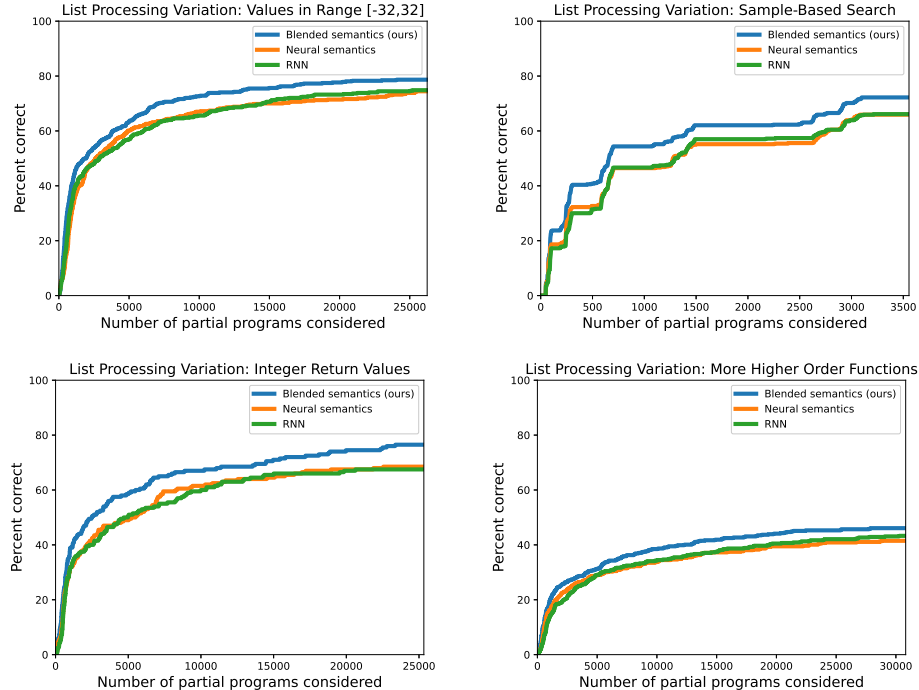 List Processing Variation: Values in Range [-32,32]
Percent correct
100
80
60
40
20
0
Blended semantics (ours)
Neural semantics
RNN
0 5000 10000 15000 20000 25000
Number of partial programs considered
List Processing Variation: Sample-Based Search
Percent correct
100
80
60
40
20
0
Blended semantics (ours)
Neural semantics
RNN
0 500 1000 1500 2000 2500 3000 3500
Number of partial programs considered
List Processing Variation: Integer Return Values
Percent correct
100
80
60
40
20
0
Blended semantics (ours)
Neural semantics
RNN
0 5000 10000 15000 20000 25000
Number of partial programs considered
List Processing Variation: More Higher Order Functions
Percent correct
100
80
60
40
20
0
Blended semantics (ours)
Neural semantics
RNN
0 5000 10000 15000 20000 25000 30000
Number of partial programs considered